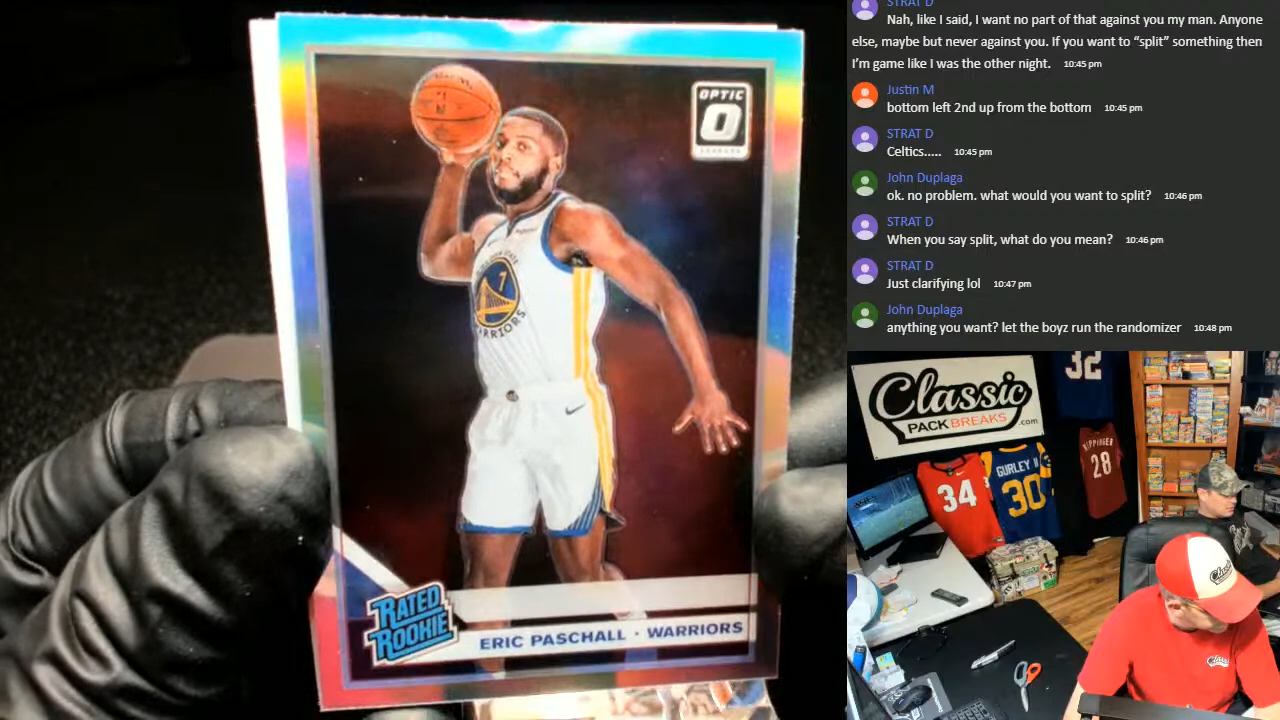 OPTIC
7
WARRIORS
RATED
ROOKIE
ERIC PASCHALL · WARRIORS
STRAT D
Nah, like I said, I want no part of that against you my man. Anyone
else, maybe but never against you. If you want to “split” something then
I’m game like I was the other night. 10:45 pm
Justin M
bottom left 2nd up from the bottom 10:45 pm
STRAT D
Celtics..... 10:45 pm
John Duplaga
ok. no problem. what would you want to split? 10:46 pm
STRAT D
When you say split, what do you mean? 10:46 pm
STRAT D
Just clarifying lol 10:47 pm
John Duplaga
anything you want? let the boyz run the randomizer 10:48 pm
Classic
PACK BREAKS .com
32
34
GURLEY II
30
28
Classic